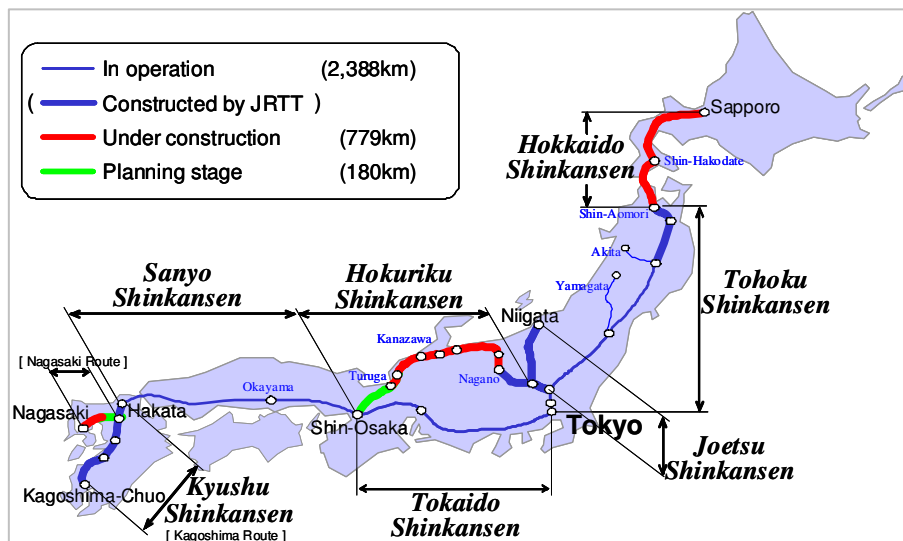 In operation (2,388km)
( Constructed by JRTT )
Under construction (779km)
Planning stage (180km)
Sapporo
Hokkaido
Shinkansen
Shin-Hakodate
Shin-Aomori
Akita
Yamagata
Tohoku
Shinkansen
Sanyo
Shinkansen
Hokuriku
Shinkansen
Niigata
Kanazawa
[ Nagasaki Route ]
Turuga
Nagano
Okayama
Nagasaki
Hakata
Shin-Osaka
Tokyo
Joetsu
Shinkansen
Kagoshima-Chuo
Kyushu
Shinkansen
[ Kagoshima Route ]
Tokaido
Shinkansen